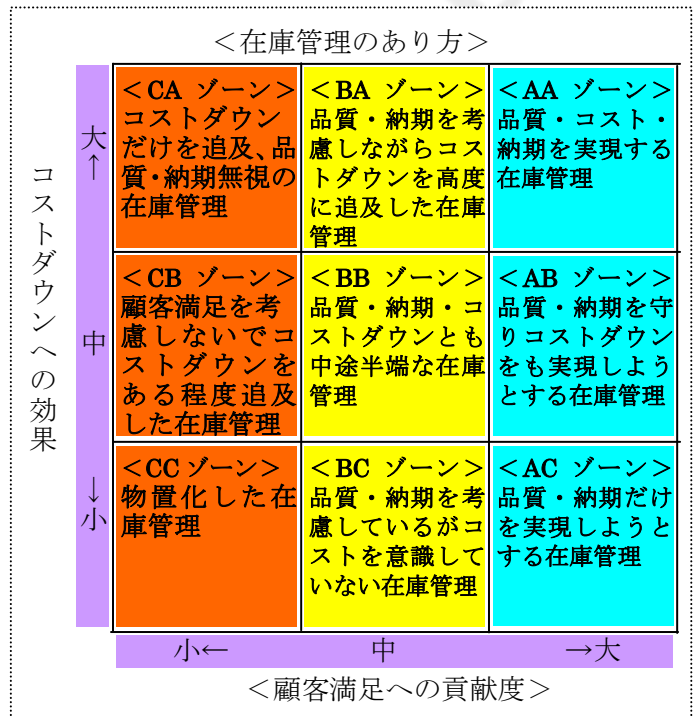 ＜在庫管理のあり方＞
コストダウンへの効果
大↑
中
↓小
＜CA ゾーン＞
コストダウン
だけを追及、品
質・納期無視の
在庫管理
＜BA ゾーン＞
品質・納期を考
慮しながらコス
トダウンを高度
に追及した在庫
管理
＜AA ゾーン＞
品質・コスト・
納期を実現する
在庫管理
＜CB ゾーン＞
顧客満足を考
慮しないでコ
ストダウンを
ある程度追及
した在庫管理
＜BB ゾーン＞
品質・納期・コ
ストダウンとも
中途半端な在庫
管理
＜AB ゾーン＞
品質・納期を守
りコストダウン
をも実現しよう
とする在庫管理
＜CC ゾーン＞
物置化した在
庫管理
＜BC ゾーン＞
品質・納期を考
慮しているがコ
ストを意識して
いない在庫管理
＜AC ゾーン＞
品質・納期だけ
を実現しようと
する在庫管理
小←
中
→大
＜顧客満足への貢献度＞